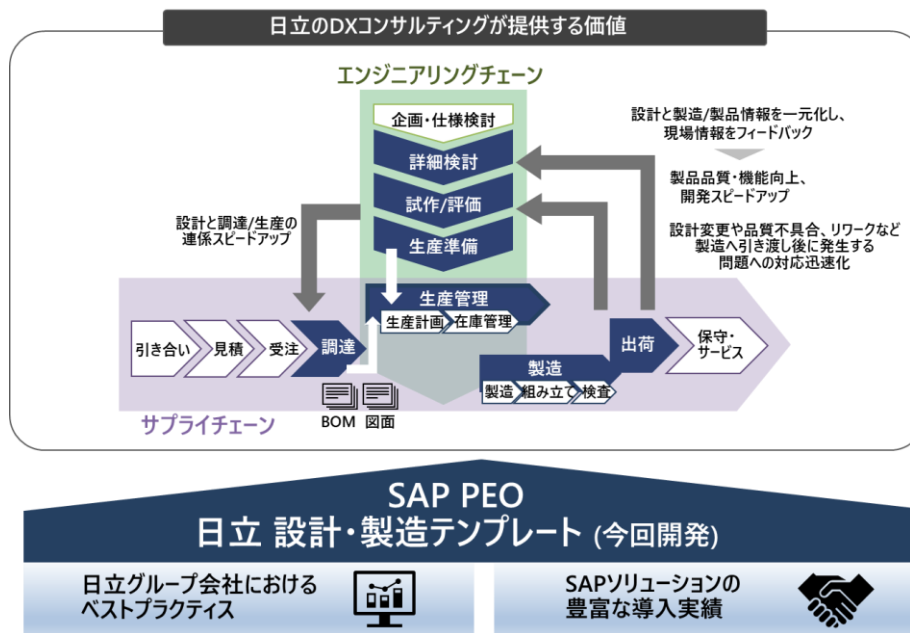 日立のDXコンサルティングが提供する価値
エンジニアリングチェーン
企画・仕様検討
詳細検討
試作/評価
生産準備
設計と製造/製品情報を一元化し、
現場情報をフィードバック
製品品質・機能向上、
開発スピードアップ
設計変更や品質不具合、リワークなど
製造へ引き渡し後に発生する
問題への対応迅速化
設計と調達/生産の
連係スピードアップ
生産管理
生産計画
在庫管理
引き合い
見積
受注
調達
製造
製造
組み立て
検査
出荷
保守・
サービス
BOM
図面
サプライチェーン
SAP PEO
日立 設計・製造テンプレート (今回開発)
日立グループ会社における
ベストプラクティス
SAPソリューションの
豊富な導入実績